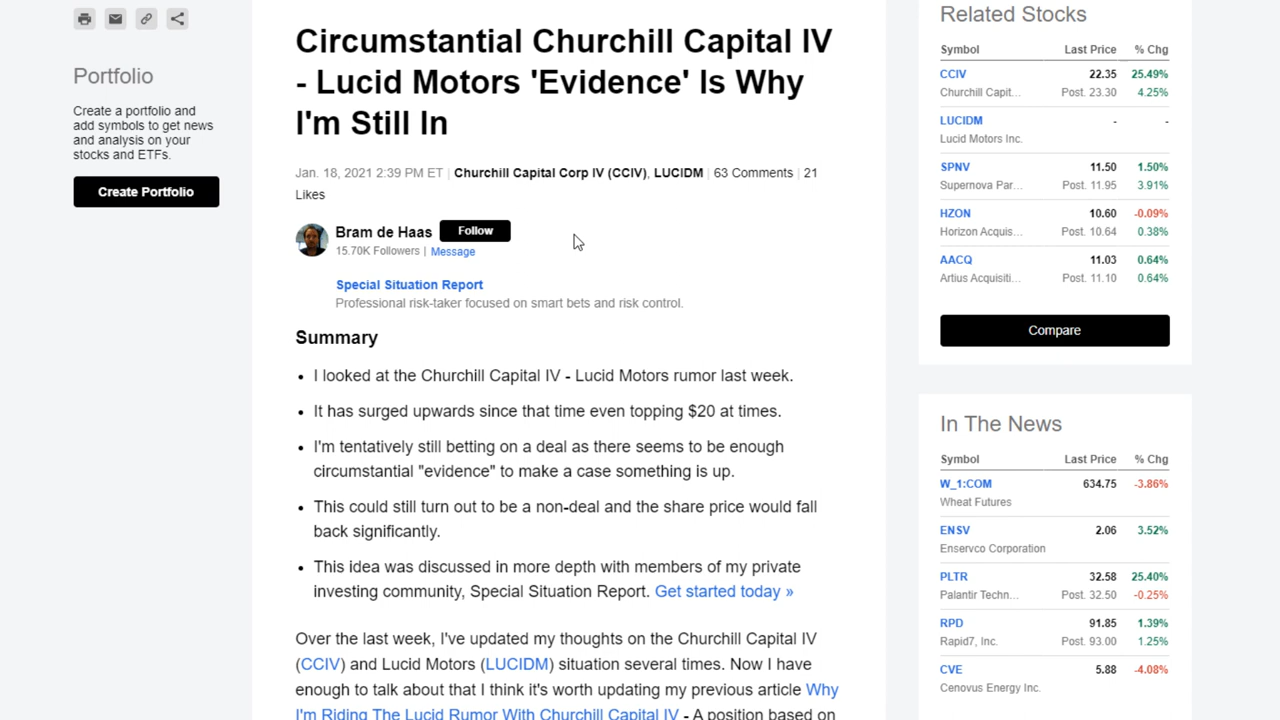 Portfolio
Create a portfolio and
add symbols to get news
and analysis on your
stocks and ETFs.
Create Portfolio
Circumstantial Churchill Capital IV
- Lucid Motors 'Evidence' Is Why
I'm Still In
Jan. 18, 2021 2:39 PM ET | Churchill Capital Corp IV (CCIV), LUCIDM | 63 Comments | 21
Likes
Bram de Haas Follow
15.70K Followers | Message
Special Situation Report
Professional risk-taker focused on smart bets and risk control.
Summary
• I looked at the Churchill Capital IV - Lucid Motors rumor last week.
• It has surged upwards since that time even topping $20 at times.
• I'm tentatively still betting on a deal as there seems to be enough
circumstantial "evidence" to make a case something is up.
• This could still turn out to be a non-deal and the share price would fall
back significantly.
• This idea was discussed in more depth with members of my private
investing community, Special Situation Report. Get started today »
Over the last week, I've updated my thoughts on the Churchill Capital IV
(CCIV) and Lucid Motors (LUCIDM) situation several times. Now I have
enough to talk about that I think it's worth updating my previous article Why
I'm Riding The Lucid Rumor With Churchill Capital IV - A position based on
Related Stocks
Symbol Last Price % Chg
CCIV 22.35 25.49%
Churchill Capit... Post. 23.30 4.25%
LUCIDM - -
Lucid Motors Inc.
SPNV 11.50 1.50%
Supernova Par... Post. 11.95 3.91%
HZON 10.60 -0.09%
Horizon Acquis... Post. 10.64 0.38%
AACQ 11.03 0.64%
Artius Acquisiti... Post. 11.10 0.64%
Compare
In The News
Symbol Last Price % Chg
W_1:COM 634.75 -3.86%
Wheat Futures
ENSV 2.06 3.52%
Enservco Corporation
PLTR 32.58 25.40%
Palantir Techn... Post. 32.50 -0.25%
RPD 91.85 1.39%
Rapid7, Inc. Post. 93.00 1.25%
CVE 5.88 -4.08%
Cenovus Energy Inc.